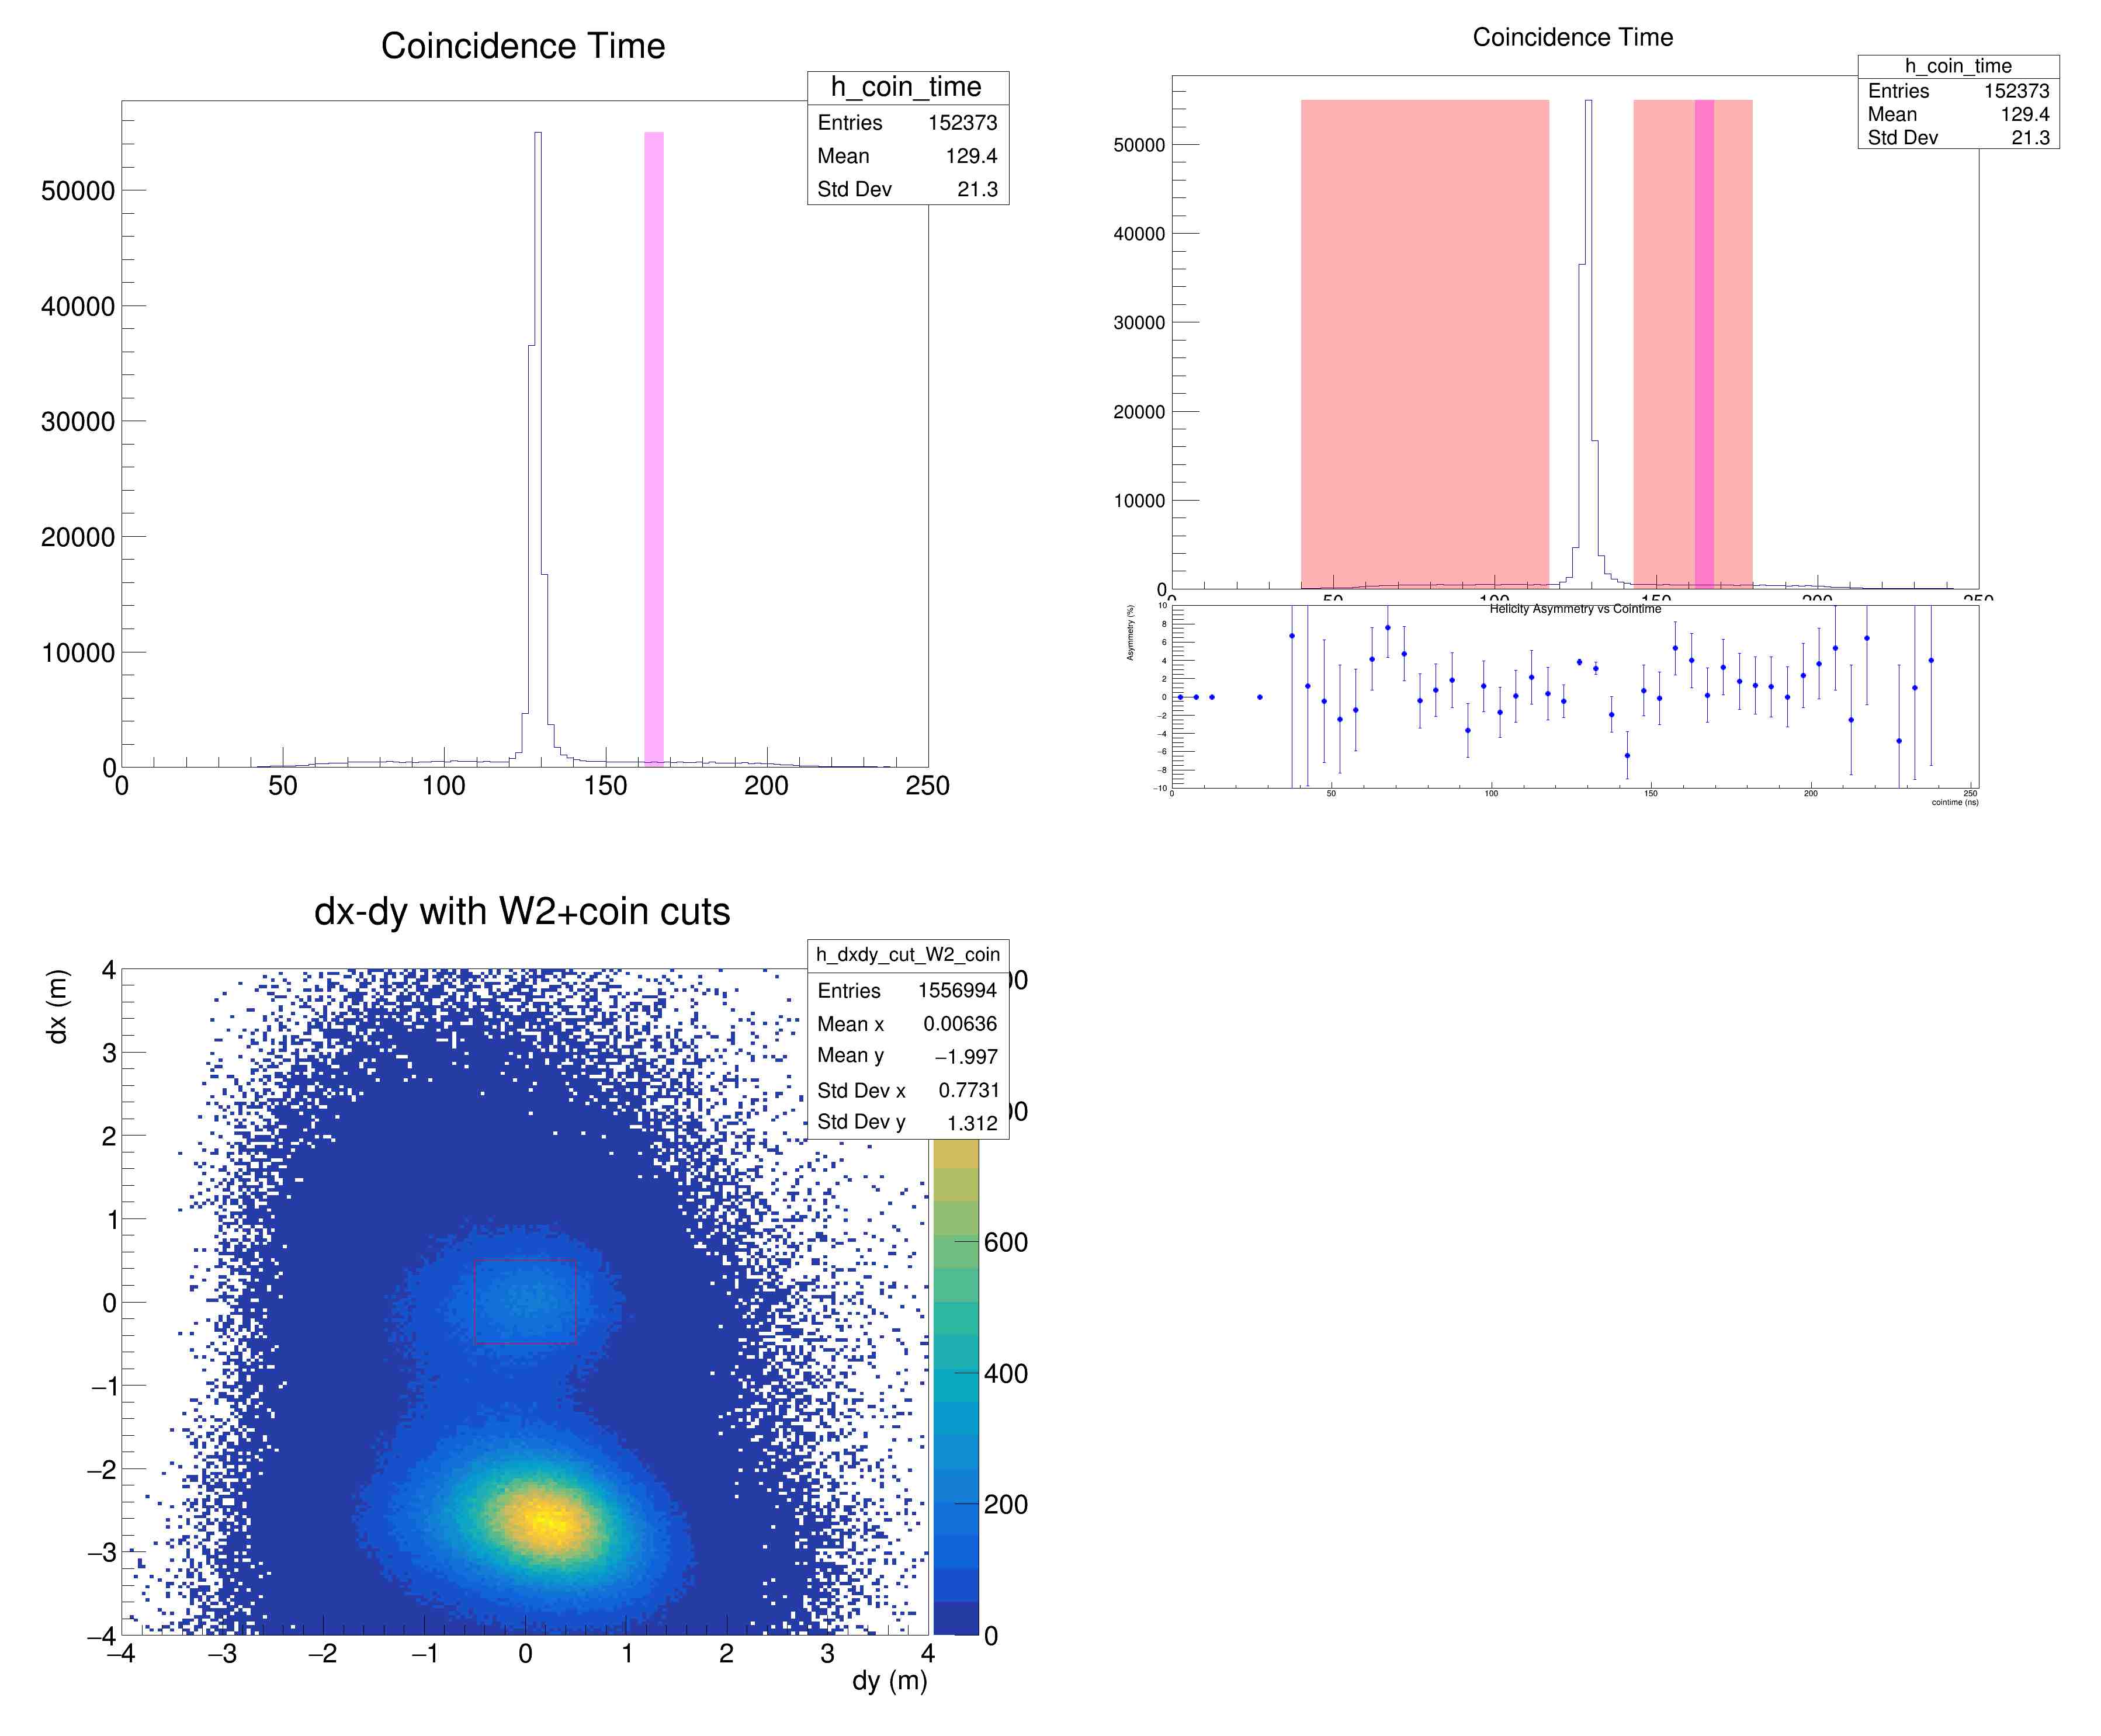 Coincidence Time
h_coin_time
Entries 152373
Mean 129.4
Std Dev 21.3
50000
40000
30000
20000
10000
0
0 50 100 150 200 250
Coincidence Time
h_coin_time
Entries 152373
Mean 129.4
Std Dev 21.3
50000
40000
30000
20000
10000
0
Helicity Asymmetry vs Cointime
Asymmetry (%)
10
8
6
4
2
0
−2
−4
−6
−8
−10
0 50 100 150 200 250
cointime (ns)
dx-dy with W2+coin cuts
h_dxdy_cut_W2_coin
Entries 1556994
Mean x 0.00636
Mean y −1.997
Std Dev x 0.7731
Std Dev y 1.312
dx (m)
4
3
2
1
0
−1
−2
−3
−4
−4 −3 −2 −1 0 1 2 3 4
dy (m)
600
400
200
0